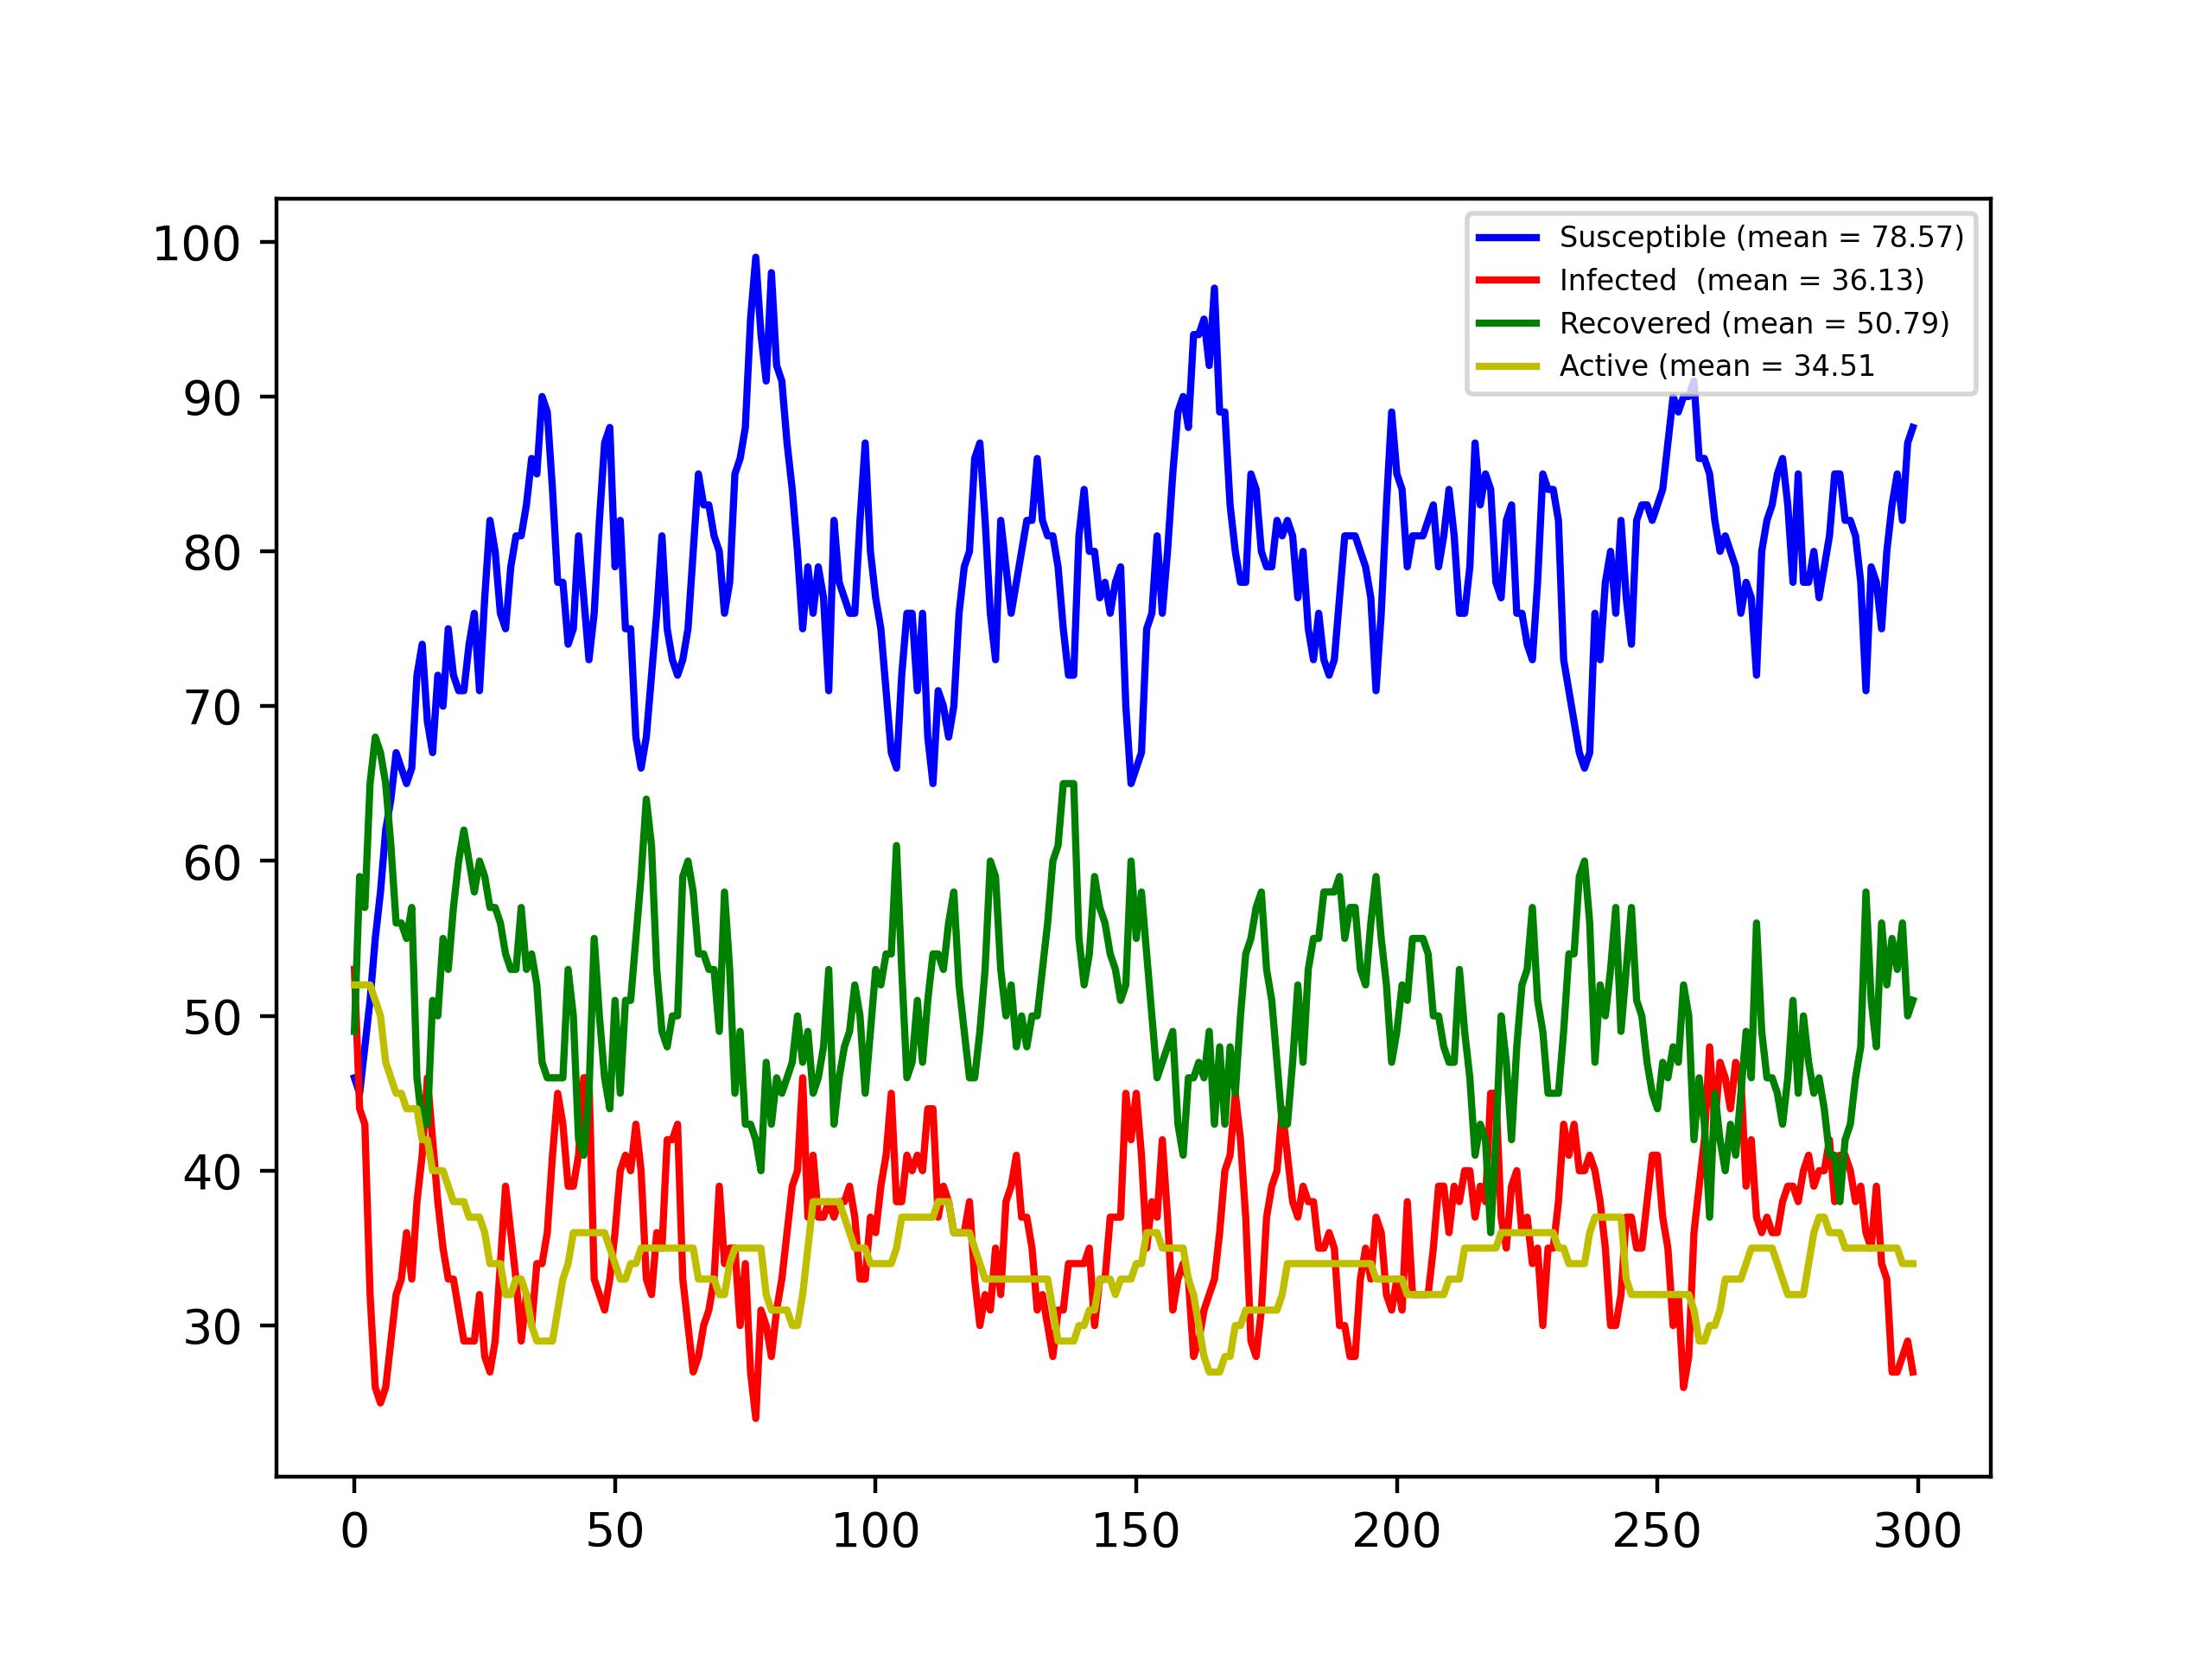 Susceptible (mean = 78.57)
Infected  (mean = 36.13)
Recovered (mean = 50.79)
Active (mean = 34.51
100
90
80
70
60
50
40
30
0 50 100 150 200 250 300